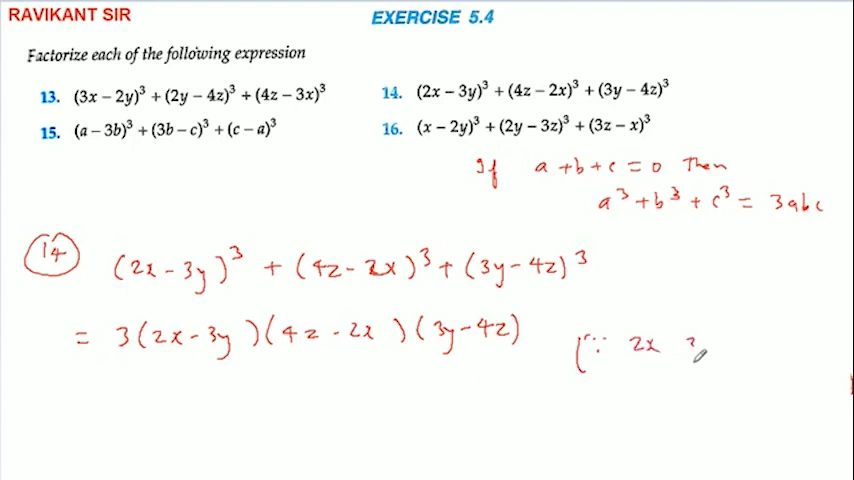 RAVIKANT SIR
EXERCISE 5.4
Factorize each of the following expression
13. (3x − 2y)³ + (2y − 4z)³ + (4z − 3x)³
14. (2x − 3y)³ + (4z − 2x)³ + (3y − 4z)³
15. (a − 3b)³ + (3b − c)³ + (c − a)³
16. (x − 2y)³ + (2y − 3z)³ + (3z − x)³
If a + b + c = 0 Then
a³ + b³ + c³ = 3abc
14 (2x − 3y)³ + (4z − 2x)³ + (3y − 4z)³
= 3(2x − 3y)(4z − 2x)(3y − 4z) (∵ 2x